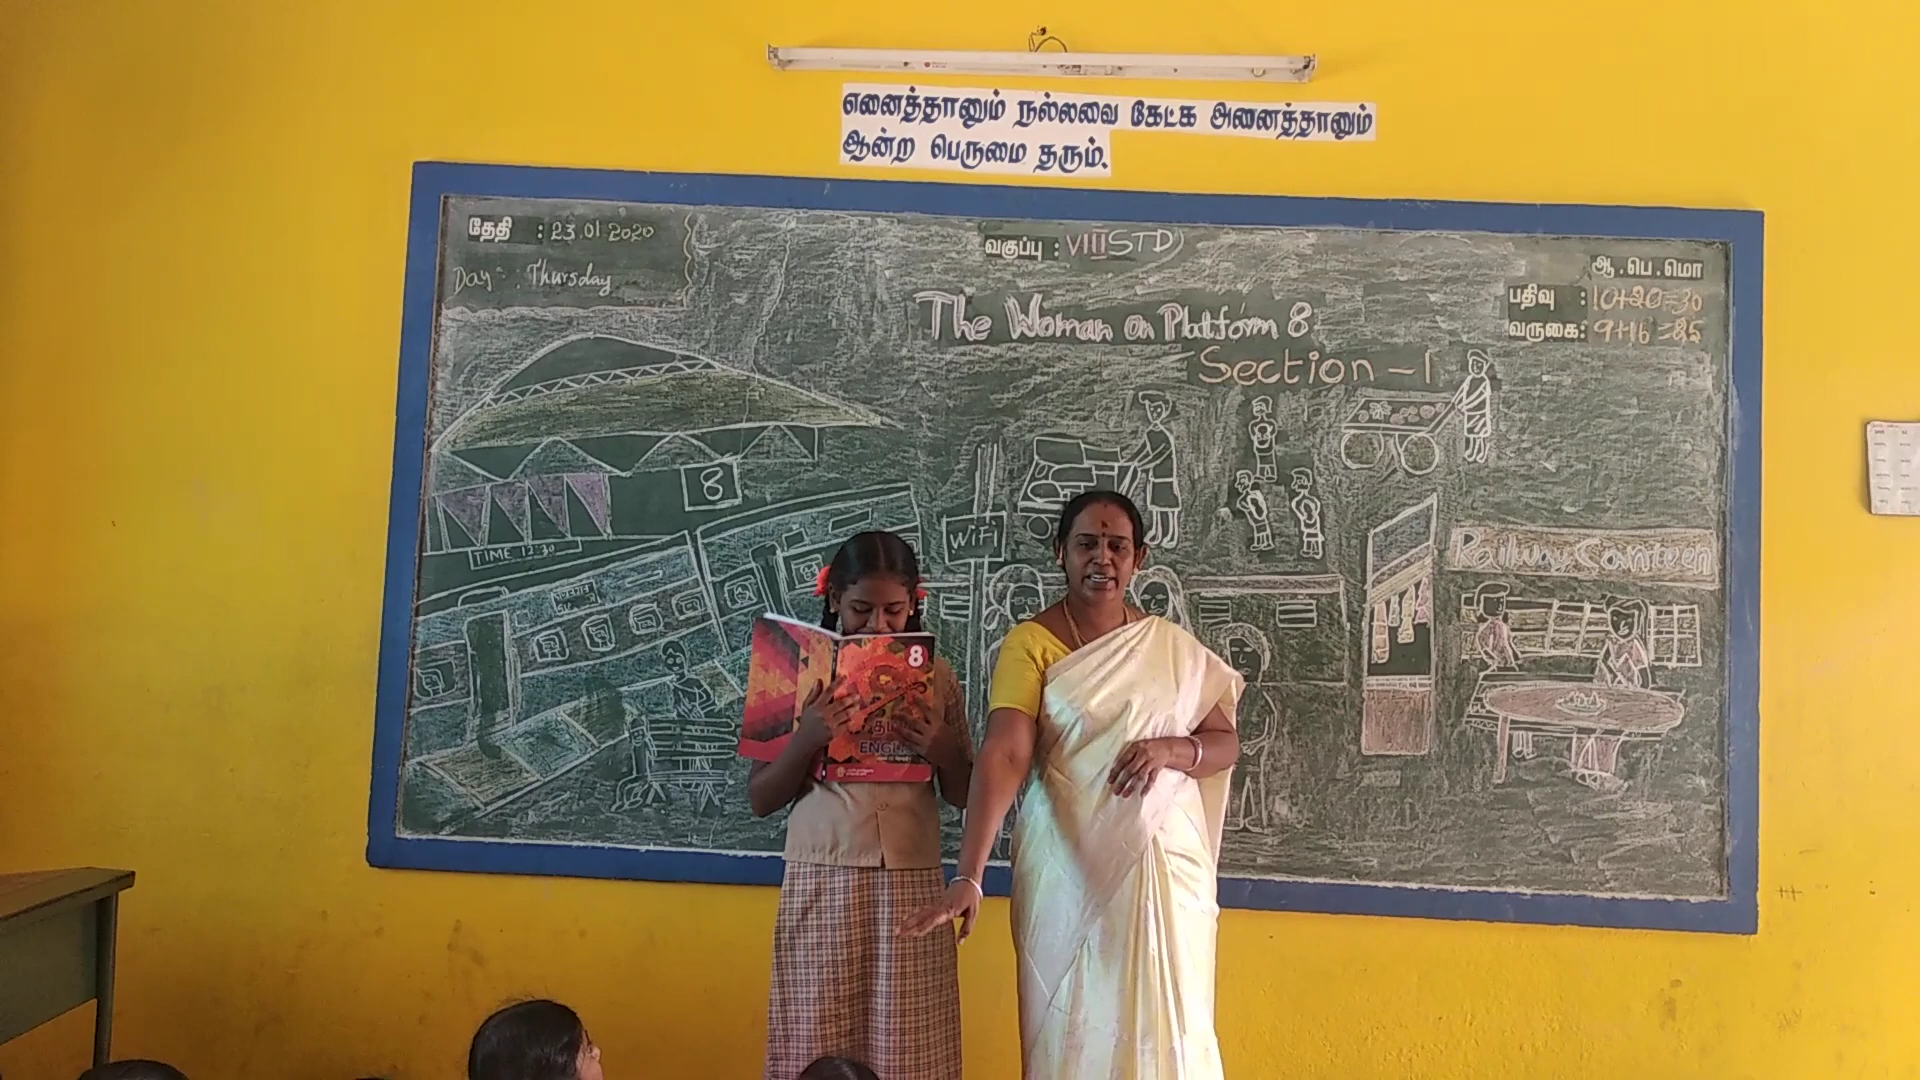 எனைத்தானும் நல்லவை கேட்க அனைத்தானும்
ஆன்ற பெருமை தரும்.
தேதி : 23.01 2020
Day : Thursday
வகுப்பு : VIII STD
ஆ.பெ.மொ
பதிவு : 10+20=30
வருகை: 9+16=25
The Woman on Platform 8
Section - 1
8
TIME 12:30
WiFi
Railway Canteen
8
ENGLI